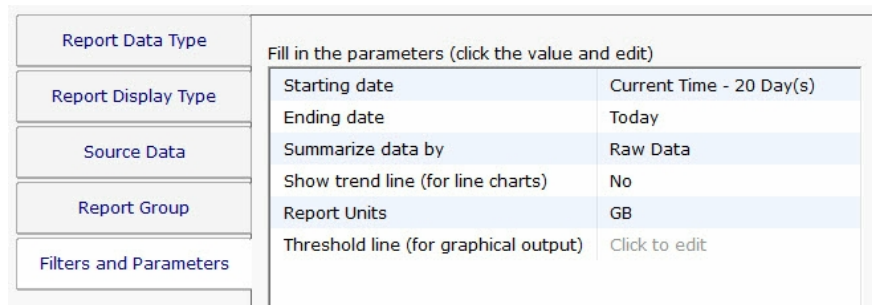 Report Data Type
Report Display Type
Source Data
Report Group
Filters and Parameters
Fill in the parameters (click the value and edit)
Starting date Current Time - 20 Day(s)
Ending date Today
Summarize data by Raw Data
Show trend line (for line charts) No
Report Units GB
Threshold line (for graphical output) Click to edit